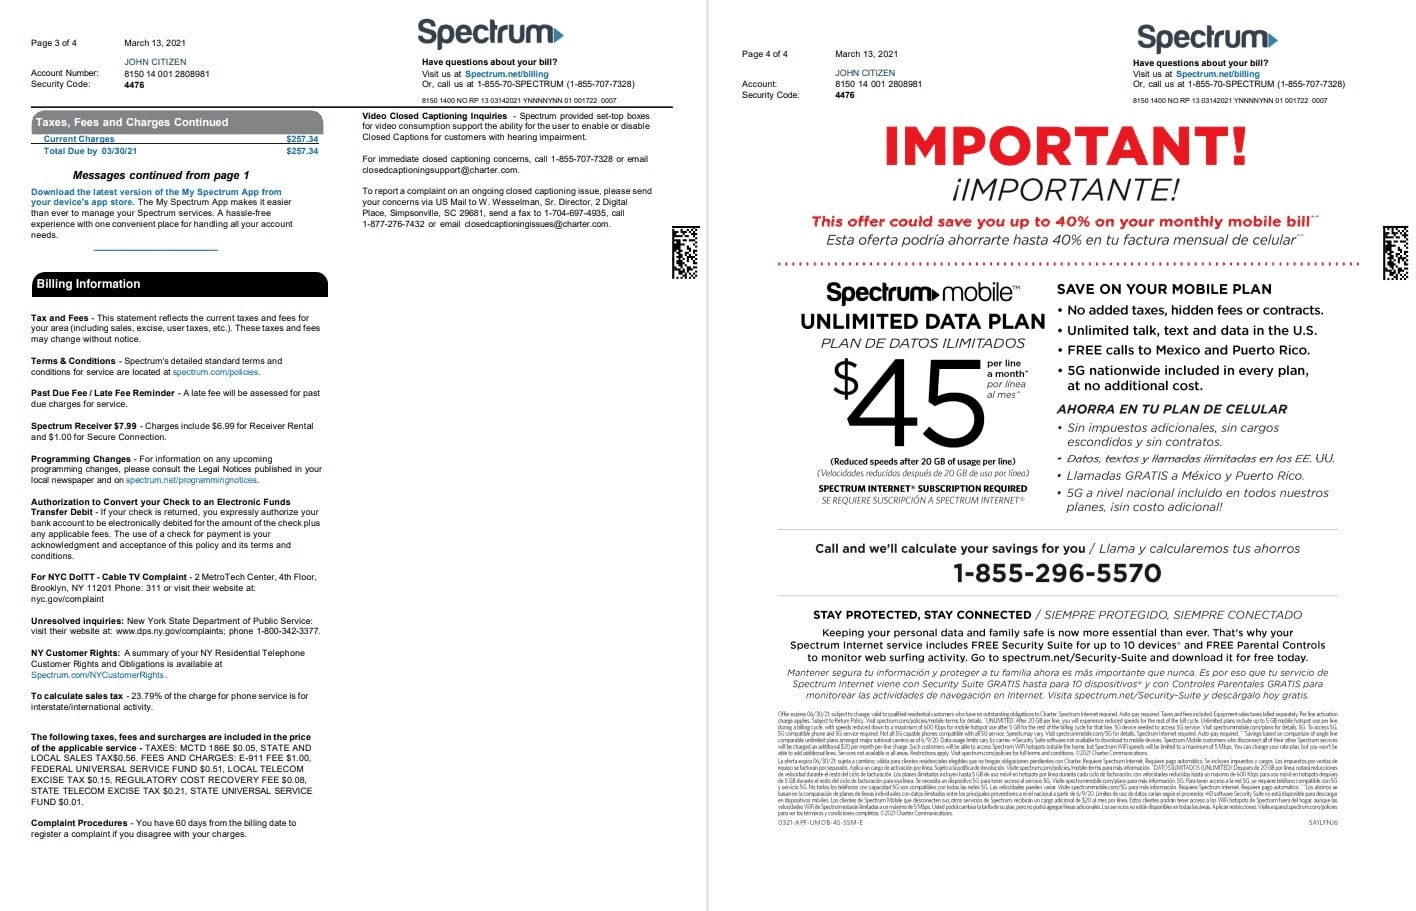 Spectrum
Page 3 of 4 March 13, 2021
JOHN CITIZEN
Account Number: 8150 14 001 2808981
Security Code: 4476
Have questions about your bill?
Visit us at Spectrum.net/billing
Or, call us at 1-855-70-SPECTRUM (1-855-707-7328)
8150 1400 NO RP 13 03142021 YNNNNYNN 01 001722 0007
Taxes, Fees and Charges Continued
Current Charges $257.34
Total Due by 03/30/21 $257.34
Messages continued from page 1
Download the latest version of the My Spectrum App from
your device's app store. The My Spectrum App makes it easier
than ever to manage your Spectrum services. A hassle-free
experience with one convenient place for handling all your account
needs.
Billing Information
Tax and Fees - This statement reflects the current taxes and fees for
your area (including sales, excise, user taxes, etc.). These taxes and fees
may change without notice.
Terms & Conditions - Spectrum's detailed standard terms and
conditions for service are located at spectrum.com/policies.
Past Due Fee / Late Fee Reminder - A late fee will be assessed for past
due charges for service.
Spectrum Receiver $7.99 - Charges include $6.99 for Receiver Rental
and $1.00 for Secure Connection.
Programming Changes - For information on any upcoming
programming changes, please consult the Legal Notices published in your
local newspaper and on spectrum.net/programmingnotices.
Authorization to Convert your Check to an Electronic Funds
Transfer Debit - If your check is returned, you expressly authorize your
bank account to be electronically debited for the amount of the check plus
any applicable fees. The use of a check for payment is your
acknowledgment and acceptance of this policy and its terms and
conditions.
For NYC DoITT - Cable TV Complaint - 2 MetroTech Center, 4th Floor,
Brooklyn, NY 11201 Phone: 311 or visit their website at:
nyc.gov/complaint
Unresolved inquiries: New York State Department of Public Service:
visit their website at: www.dps.ny.gov/complaints; phone 1-800-342-3377.
NY Customer Rights: A summary of your NY Residential Telephone
Customer Rights and Obligations is available at
Spectrum.com/NYCustomerRights.
To calculate sales tax - 23.79% of the charge for phone service is for
interstate/international activity.
The following taxes, fees and surcharges are included in the price
of the applicable service - TAXES: MCTD 186E $0.05, STATE AND
LOCAL SALES TAX$0.56. FEES AND CHARGES: E-911 FEE $1.00,
FEDERAL UNIVERSAL SERVICE FUND $0.51, LOCAL TELECOM
EXCISE TAX $0.15, REGULATORY COST RECOVERY FEE $0.08,
STATE TELECOM EXCISE TAX $0.21, STATE UNIVERSAL SERVICE
FUND $0.01.
Complaint Procedures - You have 60 days from the billing date to
register a complaint if you disagree with your charges.
Video Closed Captioning Inquiries - Spectrum provided set-top boxes
for video consumption support the ability for the user to enable or disable
Closed Captions for customers with hearing impairment.
For immediate closed captioning concerns, call 1-855-707-7328 or email
closedcaptioningsupport@charter.com.
To report a complaint on an ongoing closed captioning issue, please send
your concerns via US Mail to W. Wesselman, Sr. Director, 2 Digital
Place, Simpsonville, SC 29681, send a fax to 1-704-697-4935, call
1-877-276-7432 or email closedcaptioningissues@charter.com.
Spectrum
Page 4 of 4 March 13, 2021
JOHN CITIZEN
Account: 8150 14 001 2808981
Security Code: 4476
Have questions about your bill?
Visit us at Spectrum.net/billing
Or, call us at 1-855-70-SPECTRUM (1-855-707-7328)
8150 1400 NO RP 13 03142021 YNNNNYNN 01 001722 0007
IMPORTANT!
¡IMPORTANTE!
This offer could save you up to 40% on your monthly mobile bill^^
Esta oferta podría ahorrarte hasta 40% en tu factura mensual de celular^^
Spectrum mobile™
UNLIMITED DATA PLAN
PLAN DE DATOS ILIMITADOS
$45
per line
a month^
por línea
al mes^
(Reduced speeds after 20 GB of usage per line)
(Velocidades reducidas después de 20 GB de uso por línea)
SPECTRUM INTERNET® SUBSCRIPTION REQUIRED
SE REQUIERE SUSCRIPCIÓN A SPECTRUM INTERNET®
SAVE ON YOUR MOBILE PLAN
• No added taxes, hidden fees or contracts.
• Unlimited talk, text and data in the U.S.
• FREE calls to Mexico and Puerto Rico.
• 5G nationwide included in every plan,
at no additional cost.
AHORRA EN TU PLAN DE CELULAR
• Sin impuestos adicionales, sin cargos
escondidos y sin contratos.
• Datos, textos y llamadas ilimitadas en los EE. UU.
• Llamadas GRATIS a México y Puerto Rico.
• 5G a nivel nacional incluido en todos nuestros
planes, ¡sin costo adicional!
Call and we'll calculate your savings for you / Llama y calcularemos tus ahorros
1-855-296-5570
STAY PROTECTED, STAY CONNECTED / SIEMPRE PROTEGIDO, SIEMPRE CONECTADO
Keeping your personal data and family safe is now more essential than ever. That's why your
Spectrum Internet service includes FREE Security Suite for up to 10 devices and FREE Parental Controls
to monitor web surfing activity. Go to spectrum.net/Security-Suite and download it for free today.
Mantener segura tu información y proteger a tu familia ahora es más importante que nunca. Es por eso que tu servicio de
Spectrum Internet viene con Security Suite GRATIS hasta para 10 dispositivos y con Controles Parentales GRATIS para
monitorear las actividades de navegación en Internet. Visita spectrum.net/Security-Suite y descárgalo hoy gratis.
0321-APF-UMOB-45-SSM-E SA1LFNJ6